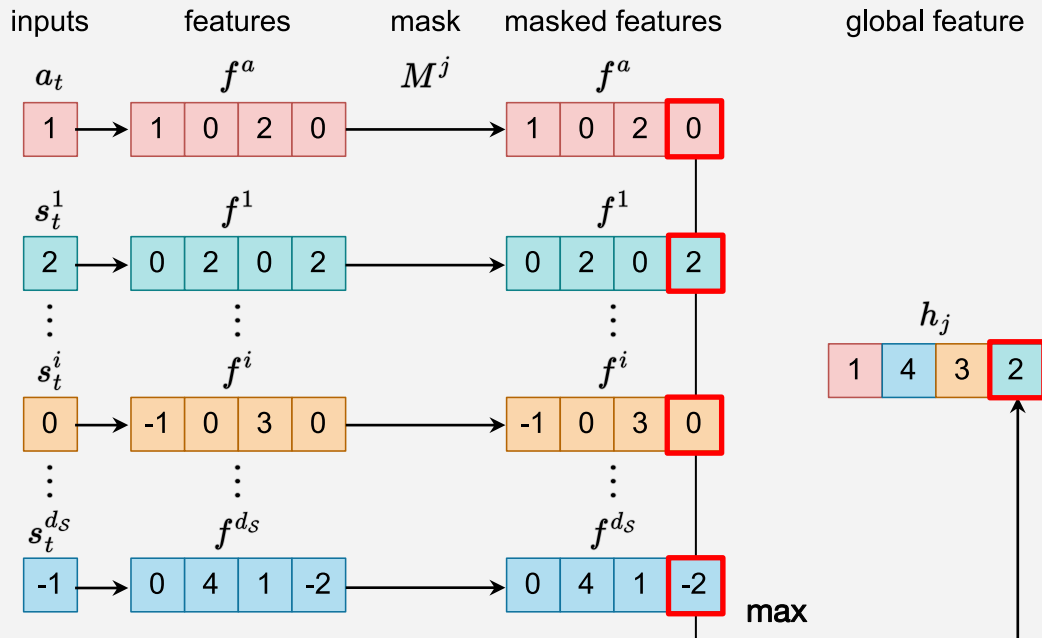 inputs features mask masked features global feature
a_t f^a M^j f^a
1 1 0 2 0 1 0 2 0
s_t^1 f^1 f^1
2 0 2 0 2 0 2 0 2
⋮ ⋮ ⋮
h_j
s_t^i f^i f^i
1 4 3 2
0 -1 0 3 0 -1 0 3 0
⋮ ⋮ ⋮
s_t^{d_S} f^{d_S} f^{d_S}
-1 0 4 1 -2 0 4 1 -2
max